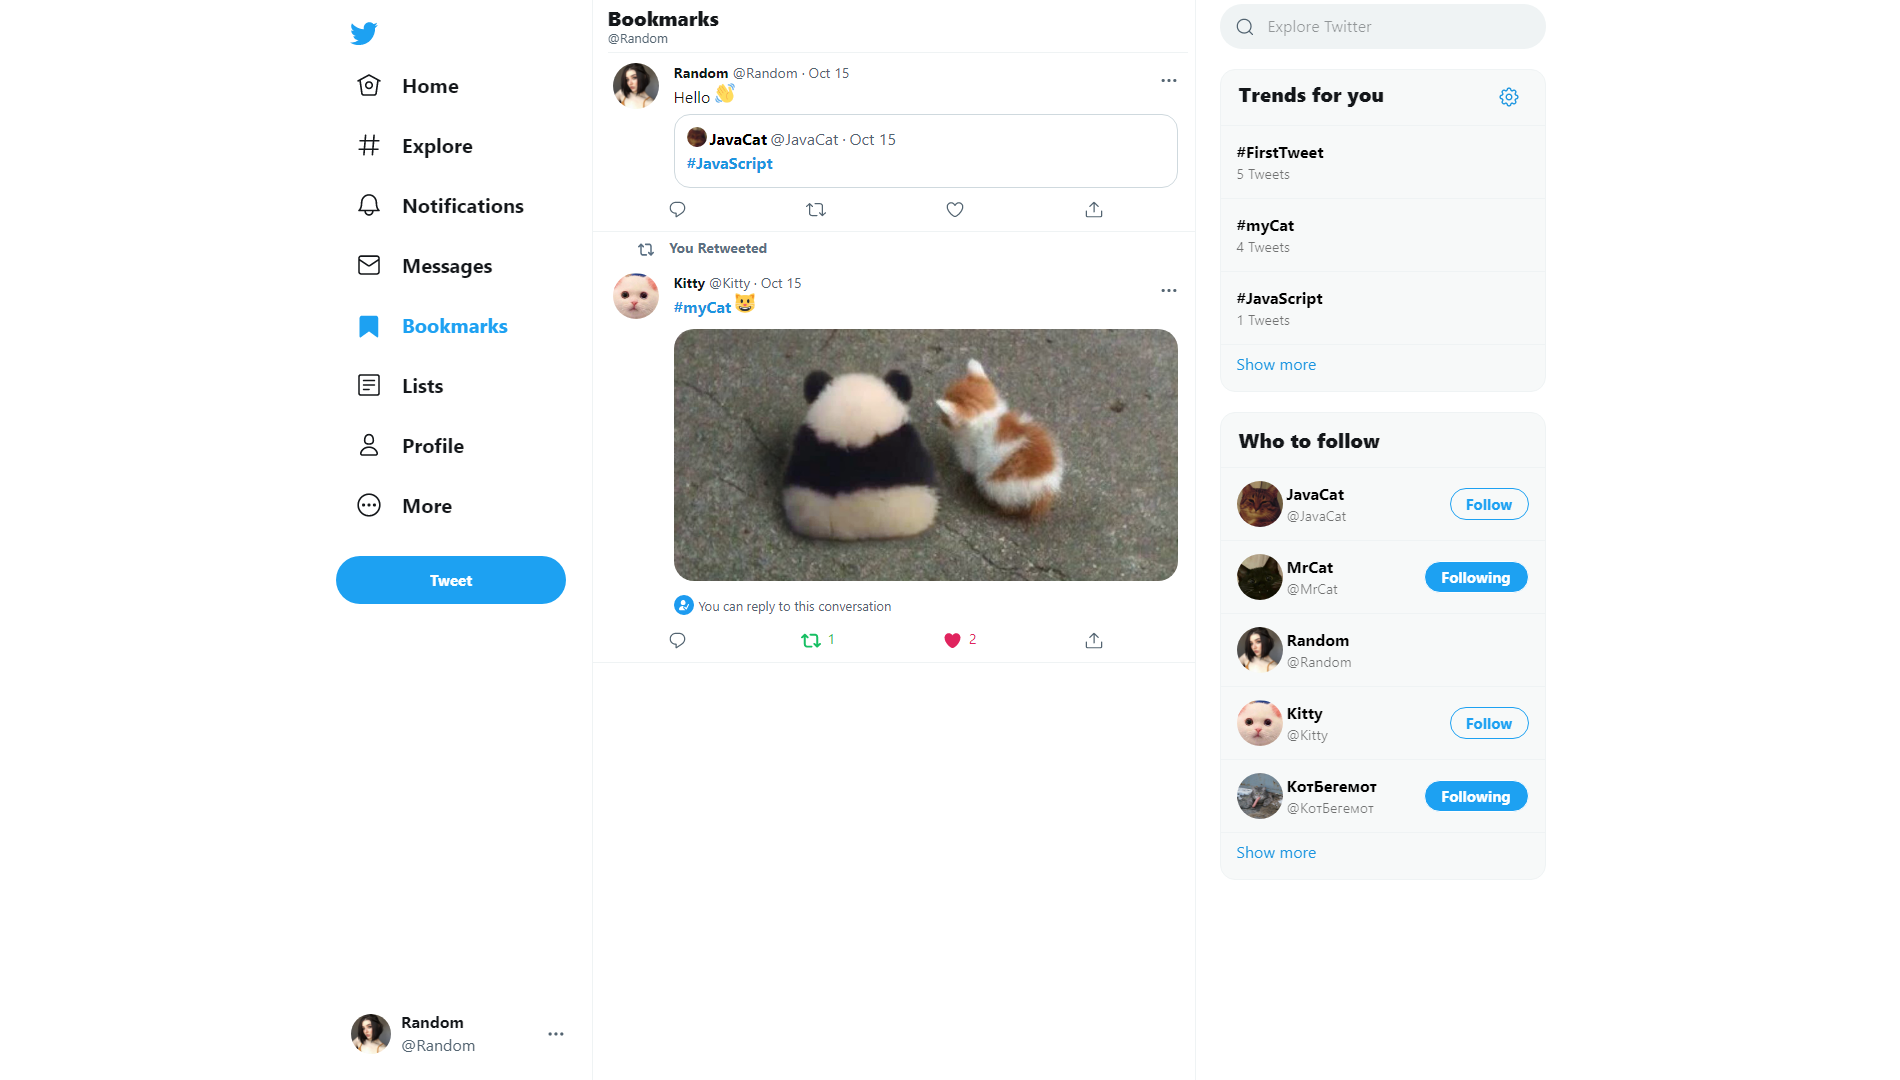 Home
Explore
Notifications
Messages
Bookmarks
Lists
Profile
More
Tweet
Random
@Random
Bookmarks
@Random
Random @Random · Oct 15
Hello 👋
JavaCat @JavaCat · Oct 15
#JavaScript
You Retweeted
Kitty @Kitty · Oct 15
#myCat 😺
You can reply to this conversation
1
2
Explore Twitter
Trends for you
#FirstTweet
5 Tweets
#myCat
4 Tweets
#JavaScript
1 Tweets
Show more
Who to follow
JavaCat
@JavaCat
Follow
MrCat
@MrCat
Following
Random
@Random
Kitty
@Kitty
Follow
КотБегемот
@КотБегемот
Following
Show more